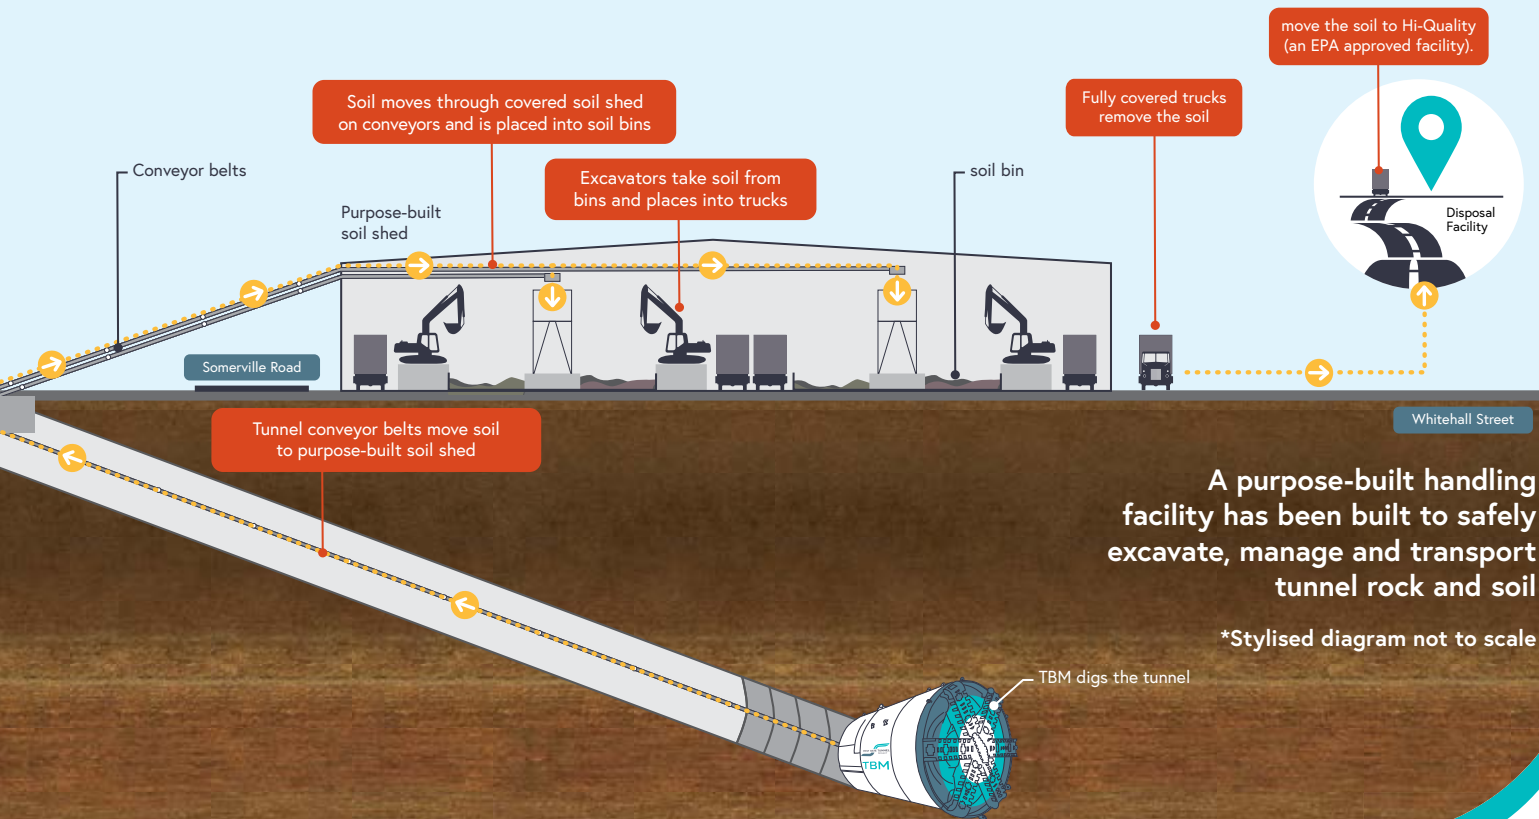 move the soil to Hi-Quality
(an EPA approved facility).
Soil moves through covered soil shed
on conveyors and is placed into soil bins
Fully covered trucks
remove the soil
Conveyor belts
Excavators take soil from
bins and places into trucks
soil bin
Purpose-built
soil shed
Disposal
Facility
Somerville Road
Tunnel conveyor belts move soil
to purpose-built soil shed
Whitehall Street
A purpose-built handling
facility has been built to safely
excavate, manage and transport
tunnel rock and soil
*Stylised diagram not to scale
TBM digs the tunnel
TBM